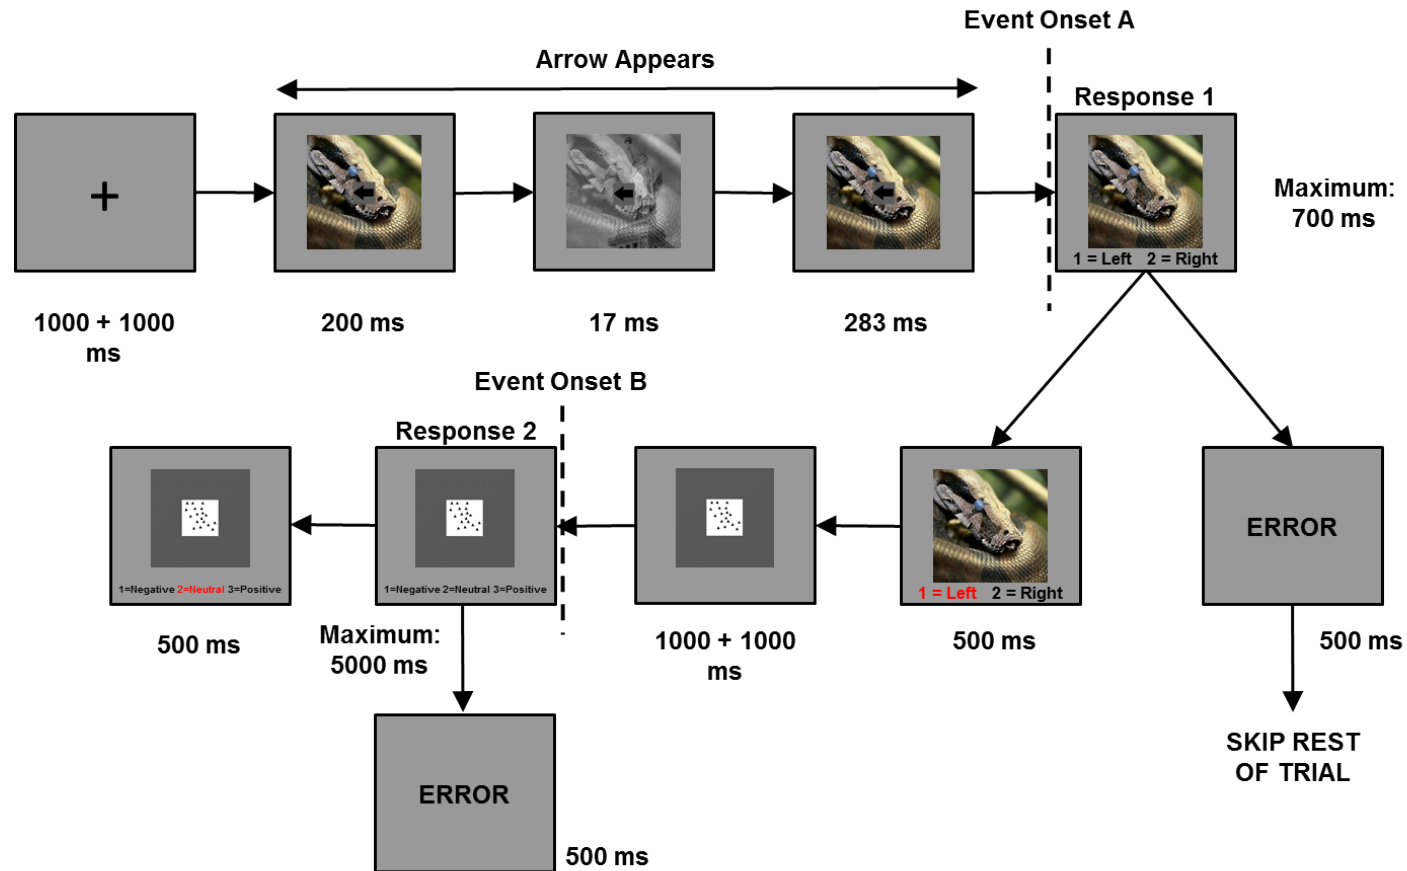 Event Onset A
Arrow Appears
Response 1
+
1 = Left 2 = Right
Maximum:
700 ms
1000 + 1000
ms
200 ms
17 ms
283 ms
Event Onset B
Response 2
1=Negative 2=Neutral 3=Positive
1=Negative 2=Neutral 3=Positive
1 = Left 2 = Right
ERROR
500 ms
Maximum:
5000 ms
1000 + 1000
ms
500 ms
500 ms
SKIP REST
OF TRIAL
ERROR
500 ms